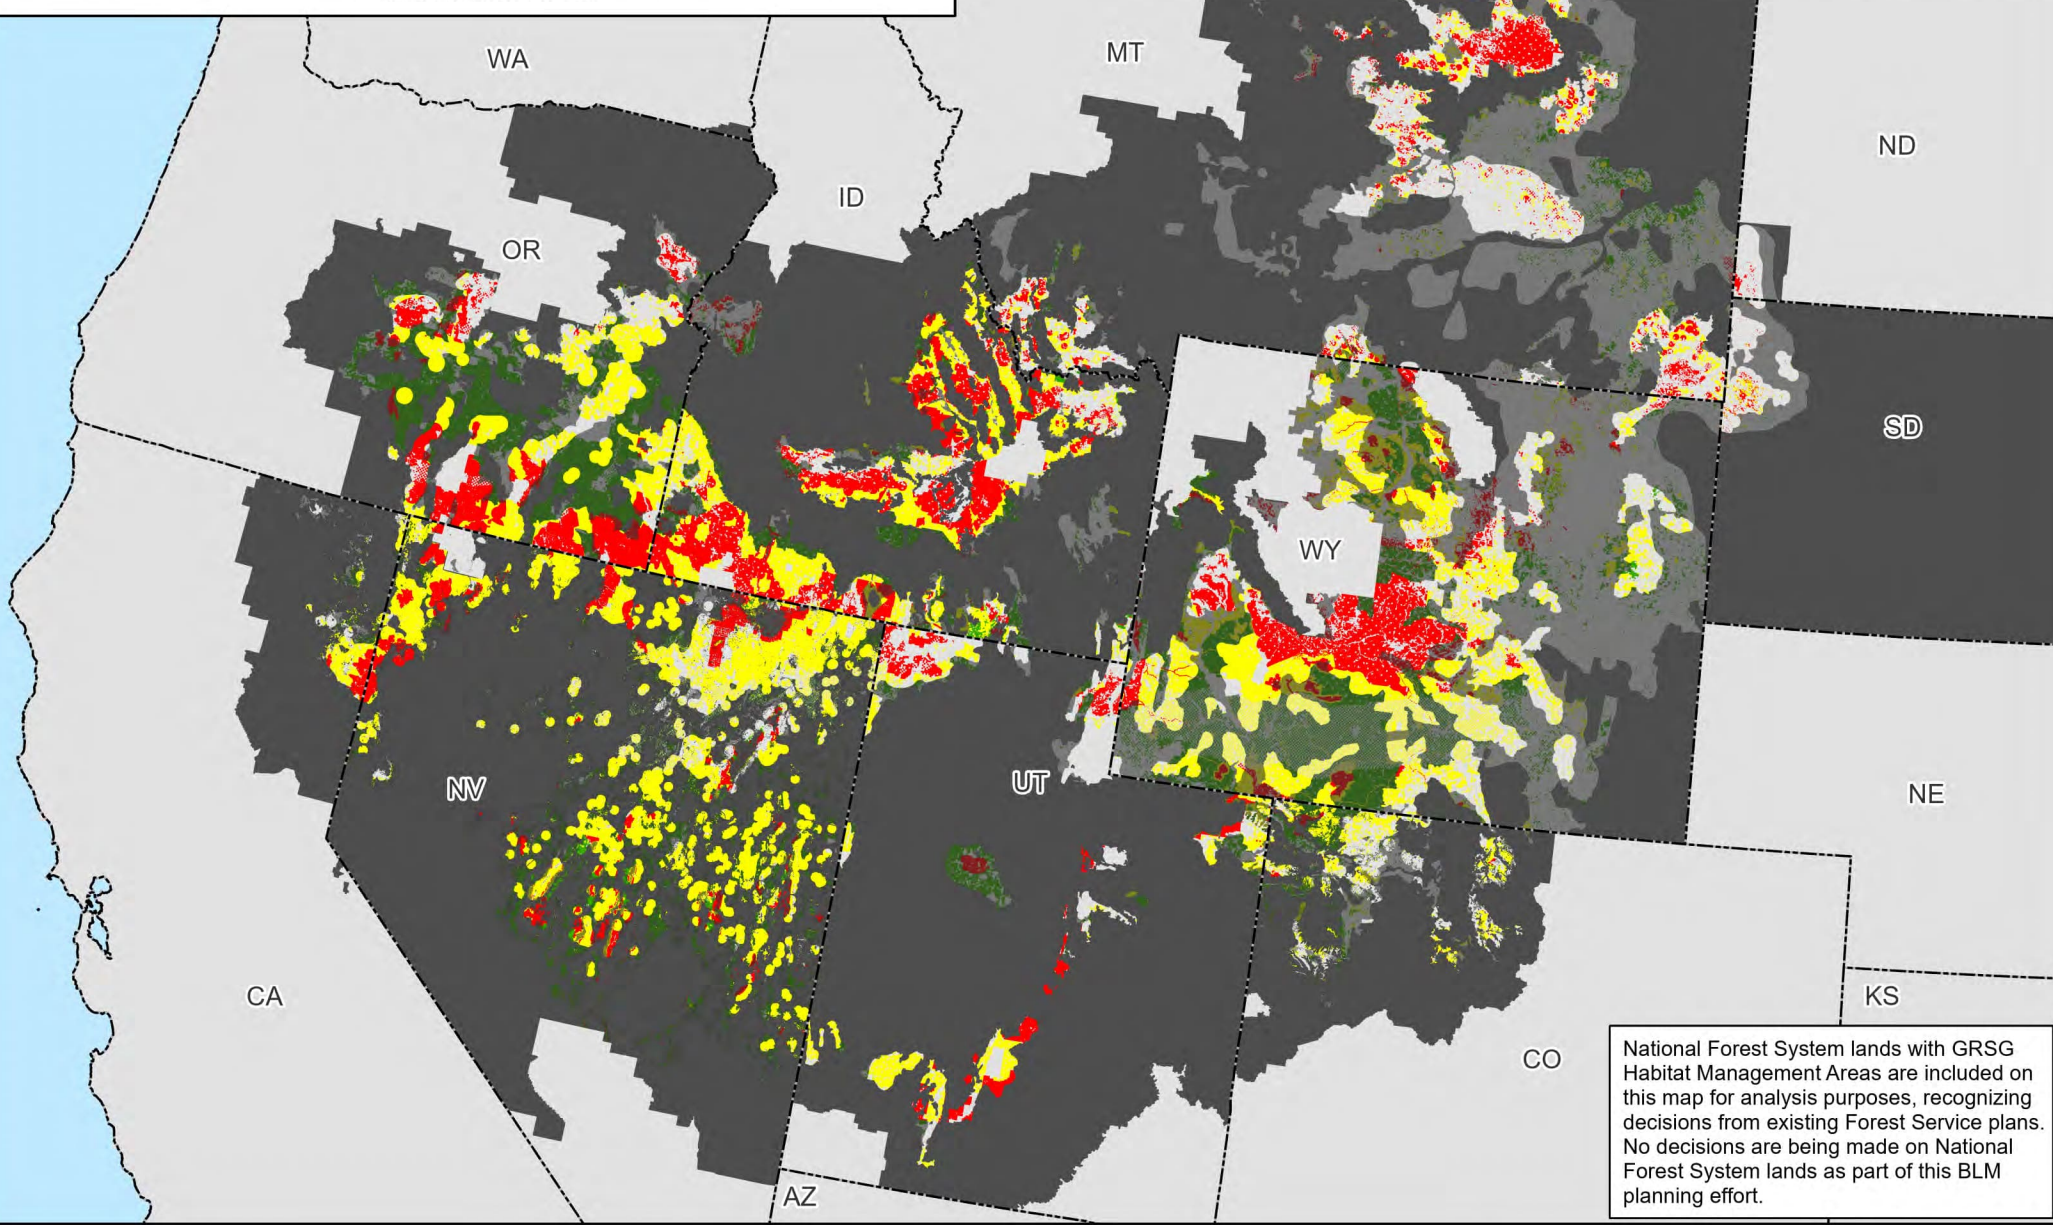 WA
MT
ND
ID
OR
SD
WY
NV
UT
NE
CA
KS
CO
AZ
National Forest System lands with GRSG
Habitat Management Areas are included on
this map for analysis purposes, recognizing
decisions from existing Forest Service plans.
No decisions are being made on National
Forest System lands as part of this BLM
planning effort.